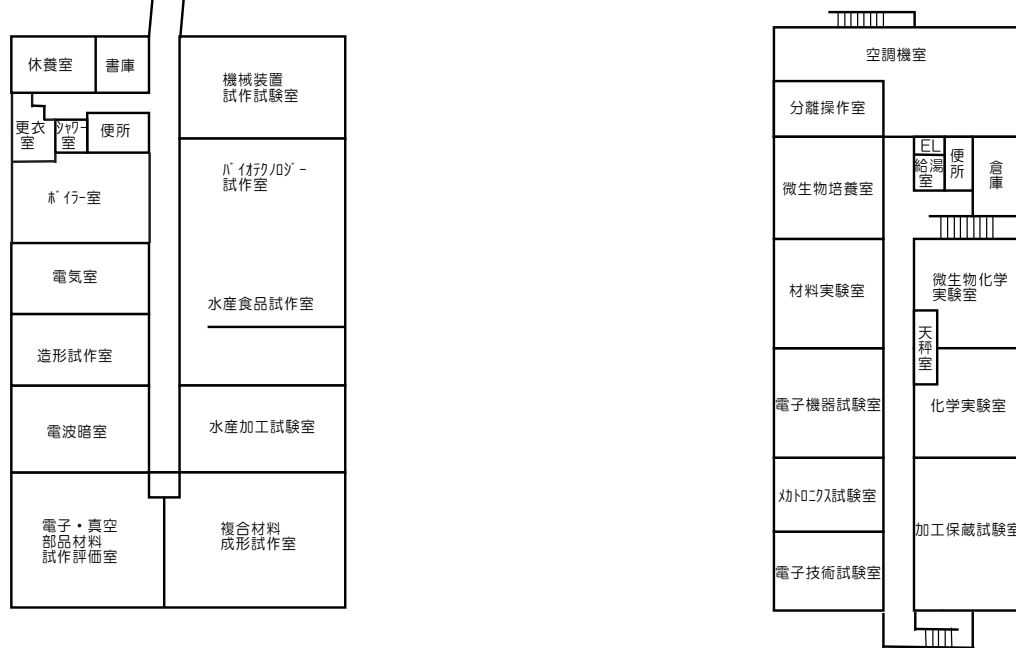 休養室
書庫
機械装置
試作試験室
更衣
室
ｼｬﾜｰ
室
便所
ﾊﾞｲｵﾃｸﾉﾛｼﾞｰ
試作室
ﾎﾞｲﾗｰ室
電気室
水産食品試作室
造形試作室
電波暗室
水産加工試験室
電子・真空
部品材料
試作評価室
複合材料
成形試作室
空調機室
分離操作室
EL
給湯
室
便
所
倉
庫
微生物培養室
材料実験室
微生物化学
実験室
天
秤
室
電子機器試験室
化学実験室
ﾒｶﾄﾛﾆｸｽ試験室
加工保蔵試験室
電子技術試験室